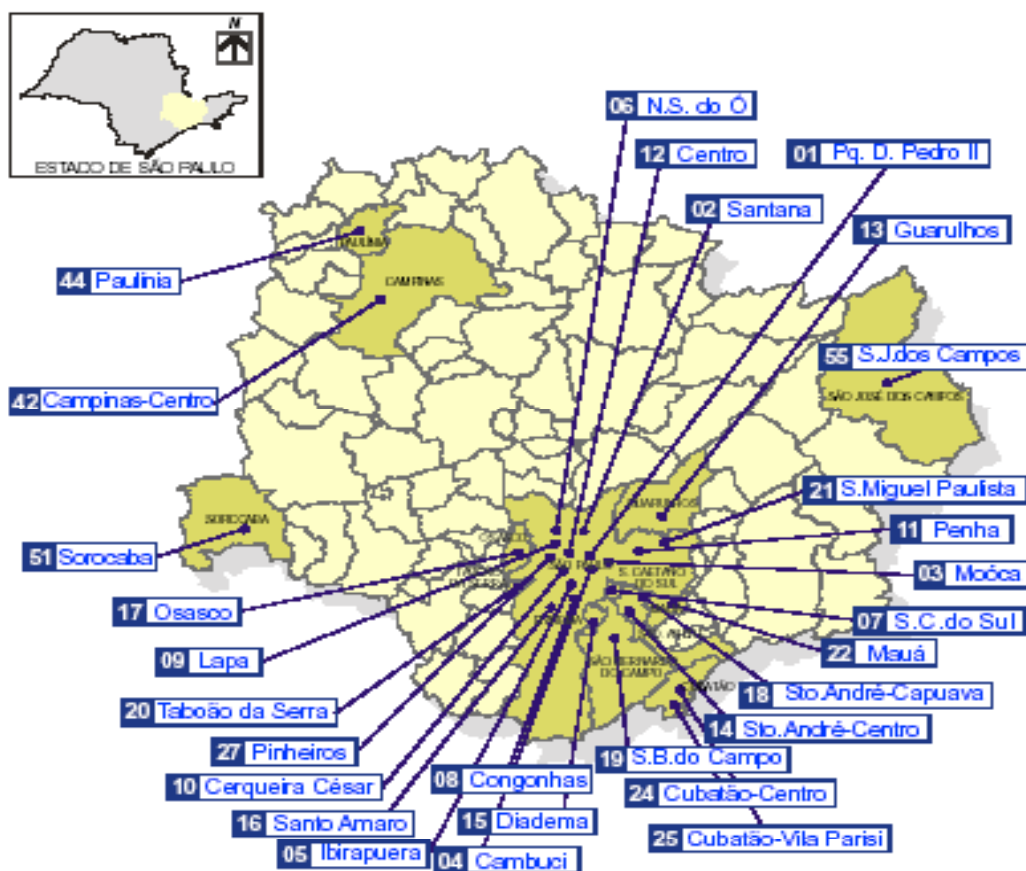 N
ESTADO DE SÃO PAULO
06 N.S. do Ó
12 Centro
01 Pq. D. Pedro II
02 Santana
13 Guarulhos
44 Paulínia
PAULÍNIA
CAMPINAS
42 Campinas-Centro
55 S.J.dos Campos
SÃO JOSÉ DOS CAMPOS
21 S.Miguel Paulista
GUARULHOS
SOROCABA
51 Sorocaba
11 Penha
S. CAETANO
DO SUL
03 Moóca
17 Osasco
07 S.C.do Sul
09 Lapa
22 Mauá
SÃO BERNARDO
DO CAMPO
20 Taboão da Serra
18 Sto.André-Capuava
14 Sto.André-Centro
27 Pinheiros
19 S.B.do Campo
10 Cerqueira César
08 Congonhas
24 Cubatão-Centro
16 Santo Amaro
15 Diadema
25 Cubatão-Vila Parisi
05 Ibirapuera
04 Cambuci